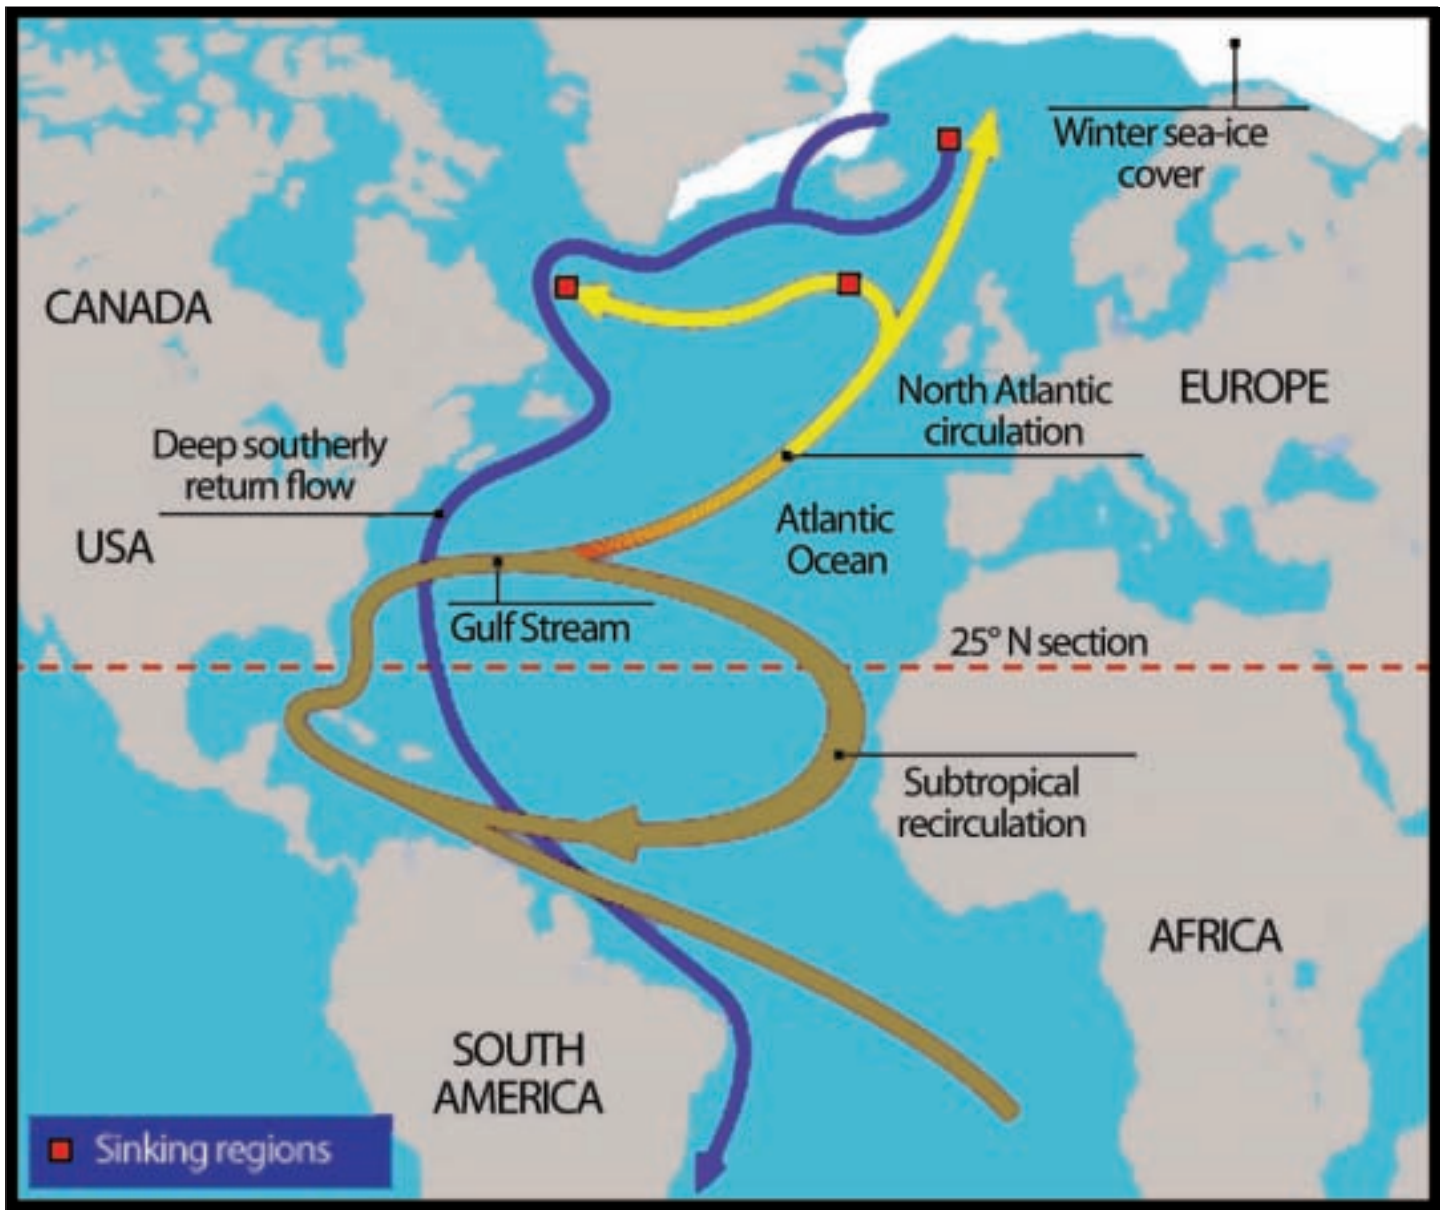 Winter sea-ice
cover
CANADA
EUROPE
North Atlantic
circulation
Deep southerly
return flow
Atlantic
Ocean
USA
Gulf Stream
25° N section
Subtropical
recirculation
AFRICA
SOUTH
AMERICA
Sinking regions